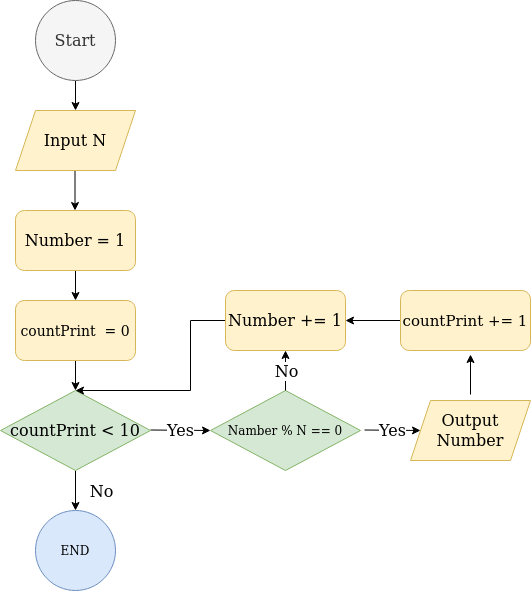 Start
Input N
Number = 1
countPrint = 0
countPrint < 10
Yes
Namber % N == 0
Yes
Output
Number
countPrint += 1
Number += 1
No
No
END